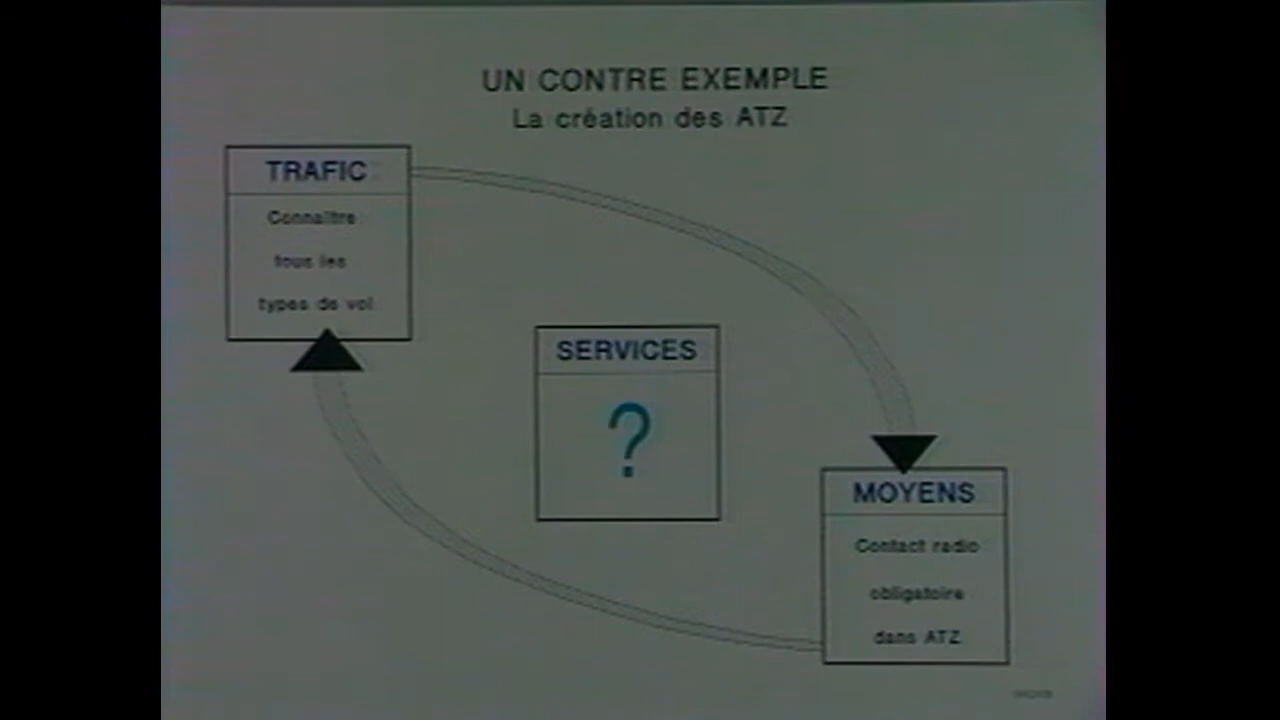 UN CONTRE EXEMPLE
La création des ATZ
TRAFIC
Connaître
tous les
types de vol
SERVICES
?
MOYENS
Contact radio
obligatoire
dans ATZ